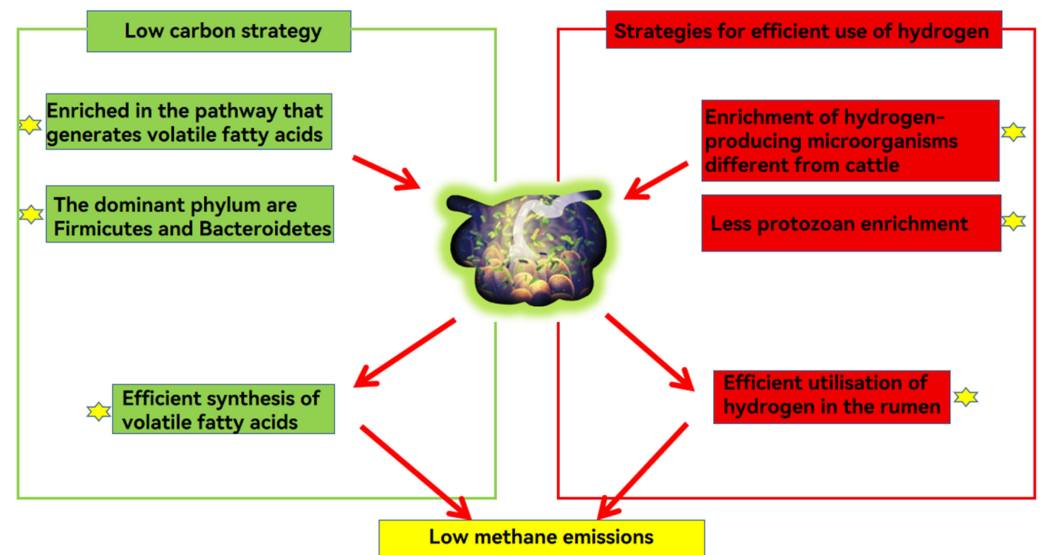 Low carbon strategy
Enriched in the pathway that
generates volatile fatty acids
The dominant phylum are
Firmicutes and Bacteroidetes
Efficient synthesis of
volatile fatty acids
Strategies for efficient use of hydrogen
Enrichment of hydrogen-
producing microorganisms
different from cattle
Less protozoan enrichment
Efficient utilisation of
hydrogen in the rumen
Low methane emissions